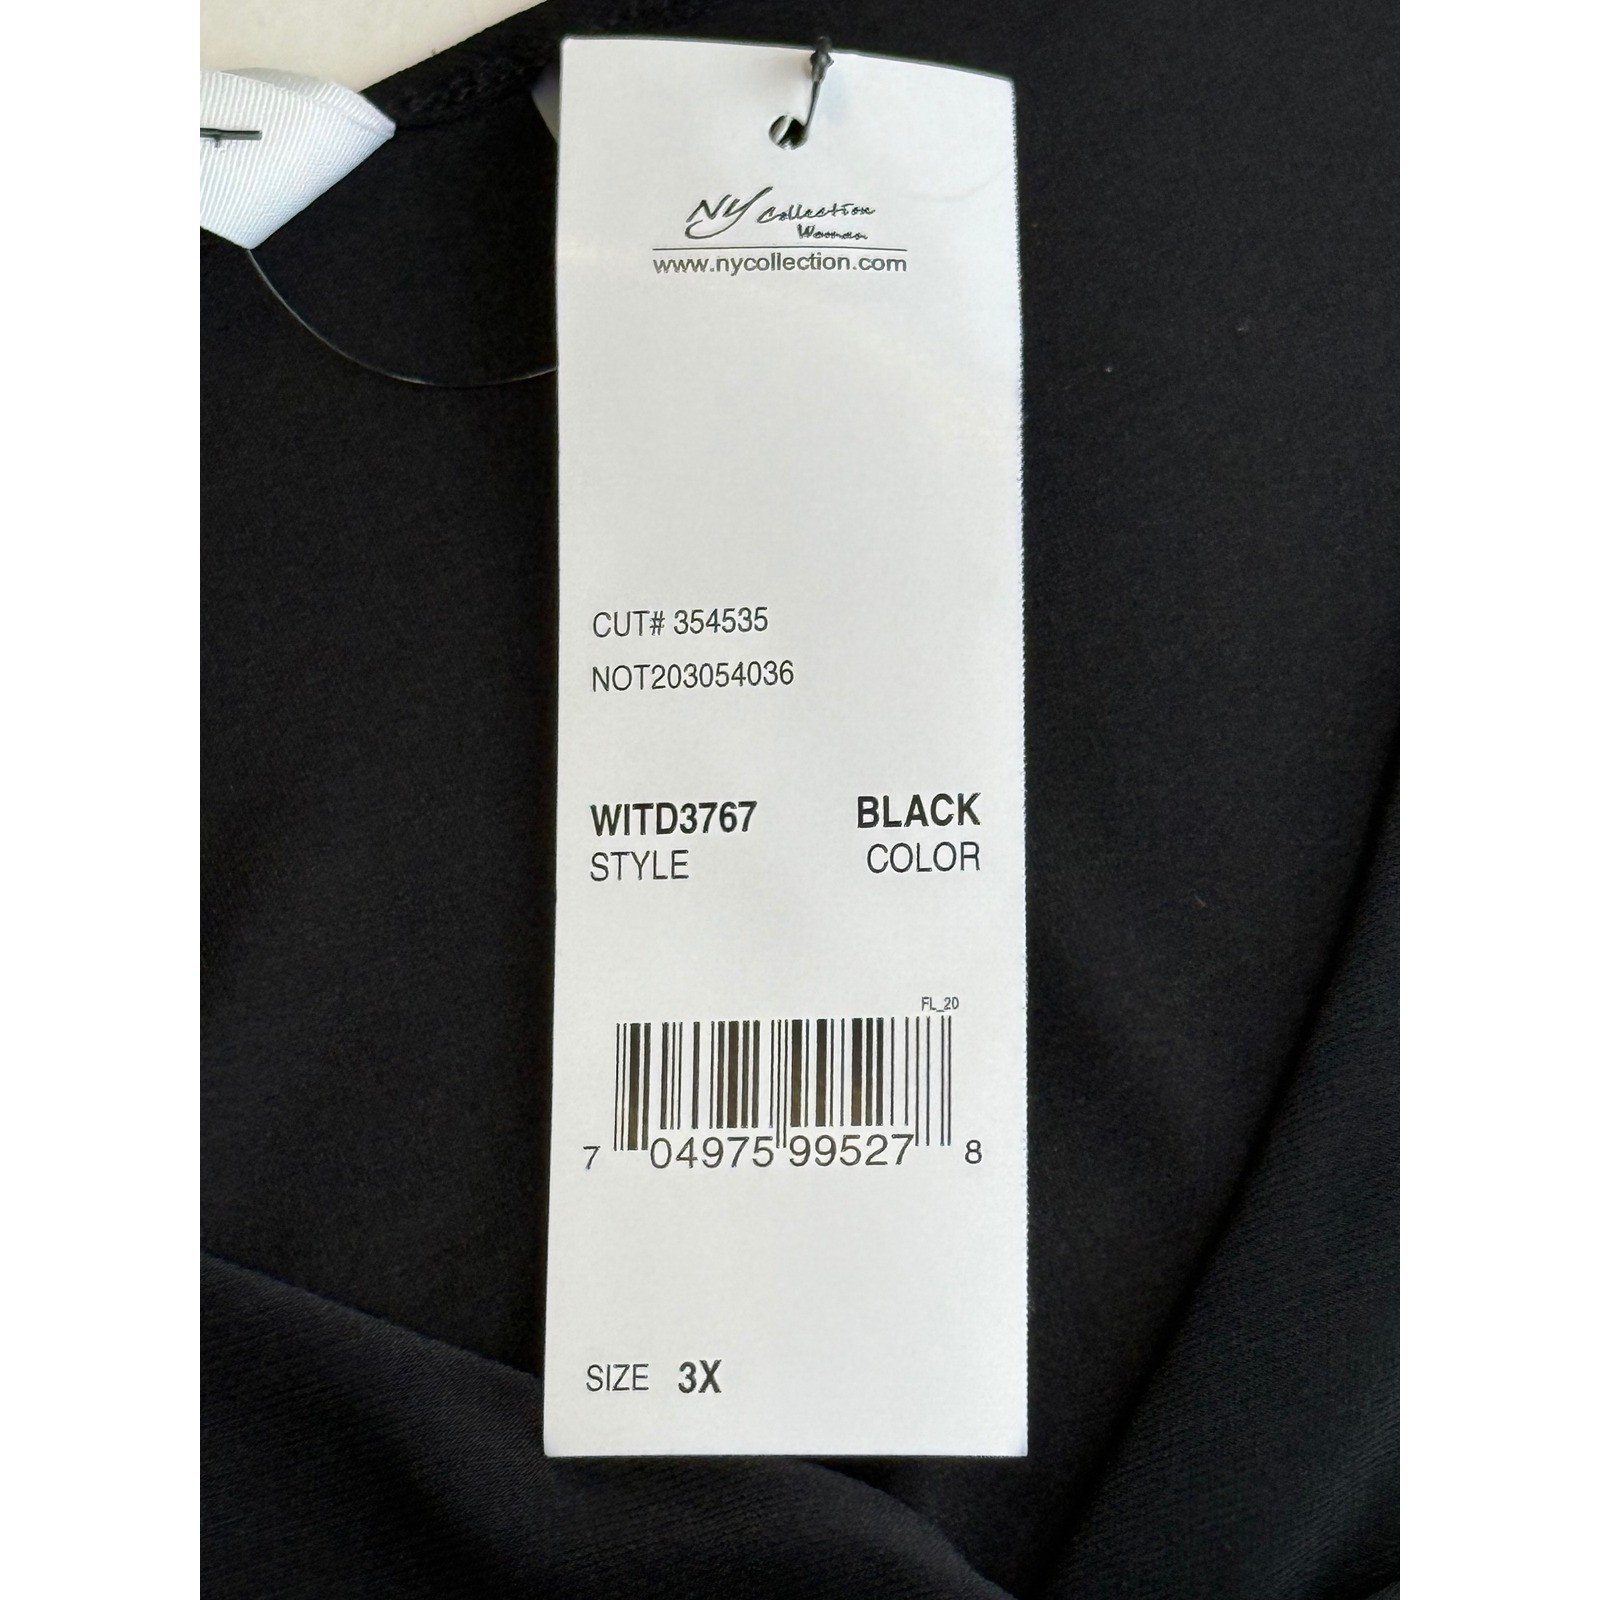 NY Collection
Woman
www.nycollection.com
CUT# 354535
NOT203054036
WITD3767 BLACK
STYLE COLOR
FL_20
7 04975 99527 8
SIZE 3X